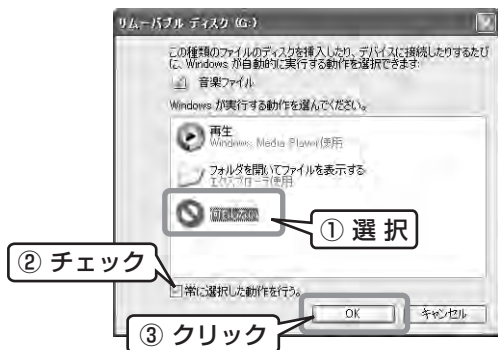 リムーバブル ディスク (G:)
この種類のファイルのディスクを挿入したり、デバイスに接続したりするたび
に、Windows が自動的に実行する動作を選択できます:
音楽ファイル
Windows が実行する動作を選んでください。
再生
Windows Media Player 使用
フォルダを開いてファイルを表示する
エクスプローラ使用
何もしない
① 選 択
② チェック
常に選択した動作を行う。
OK
キャンセル
③ クリック